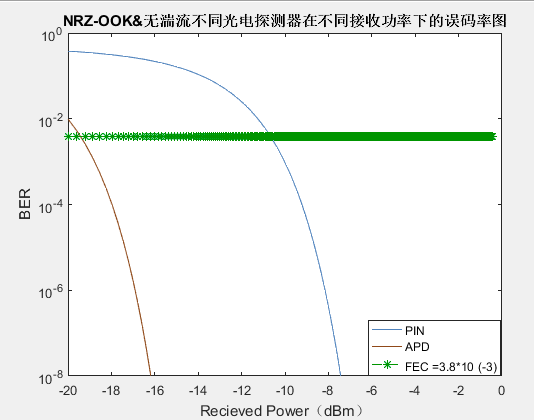 NRZ-OOK&无湍流不同光电探测器在不同接收功率下的误码率图
10^0
10^-2
10^-4
10^-6
10^-8
BER
-20 -18 -16 -14 -12 -10 -8 -6 -4 -2 0
Recieved Power（dBm）
PIN
APD
FEC =3.8*10 (-3)